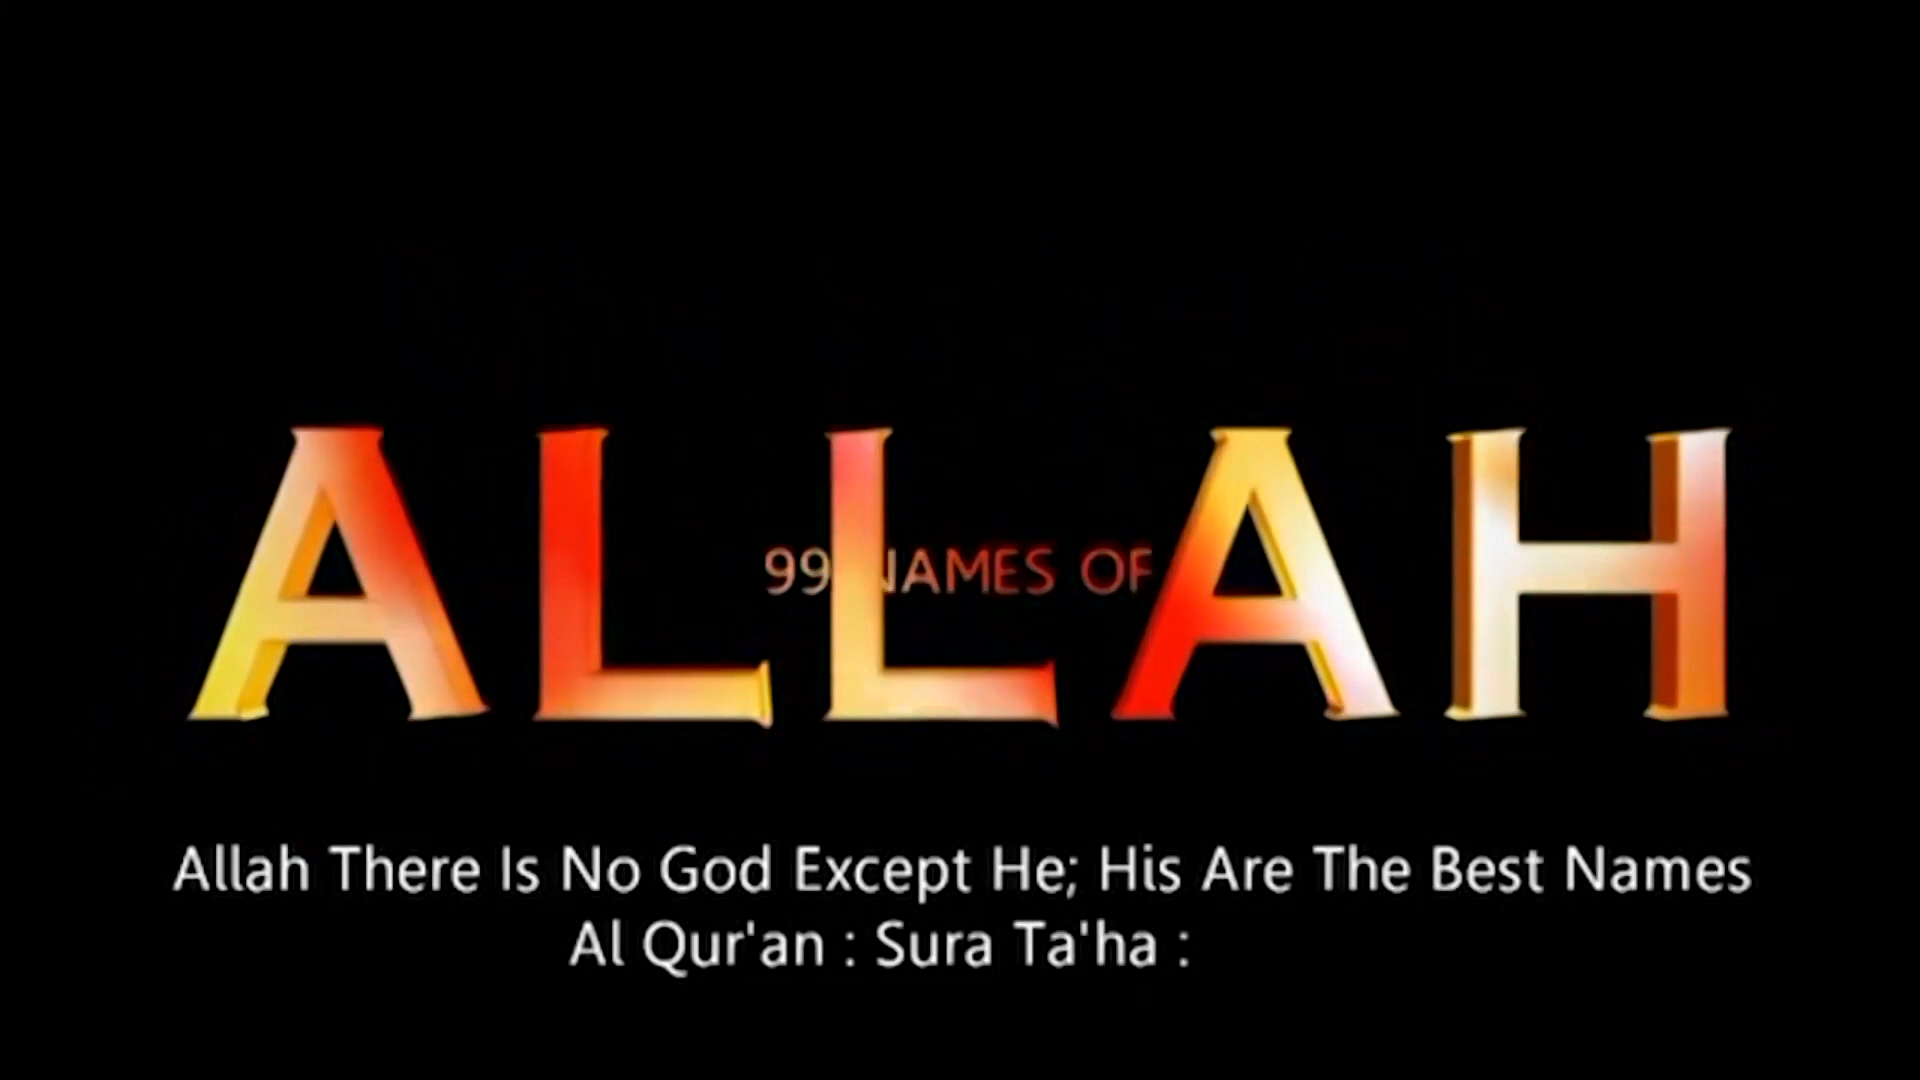 99 NAMES OF
ALLAH
Allah There Is No God Except He; His Are The Best Names
Al Qur'an : Sura Ta'ha :